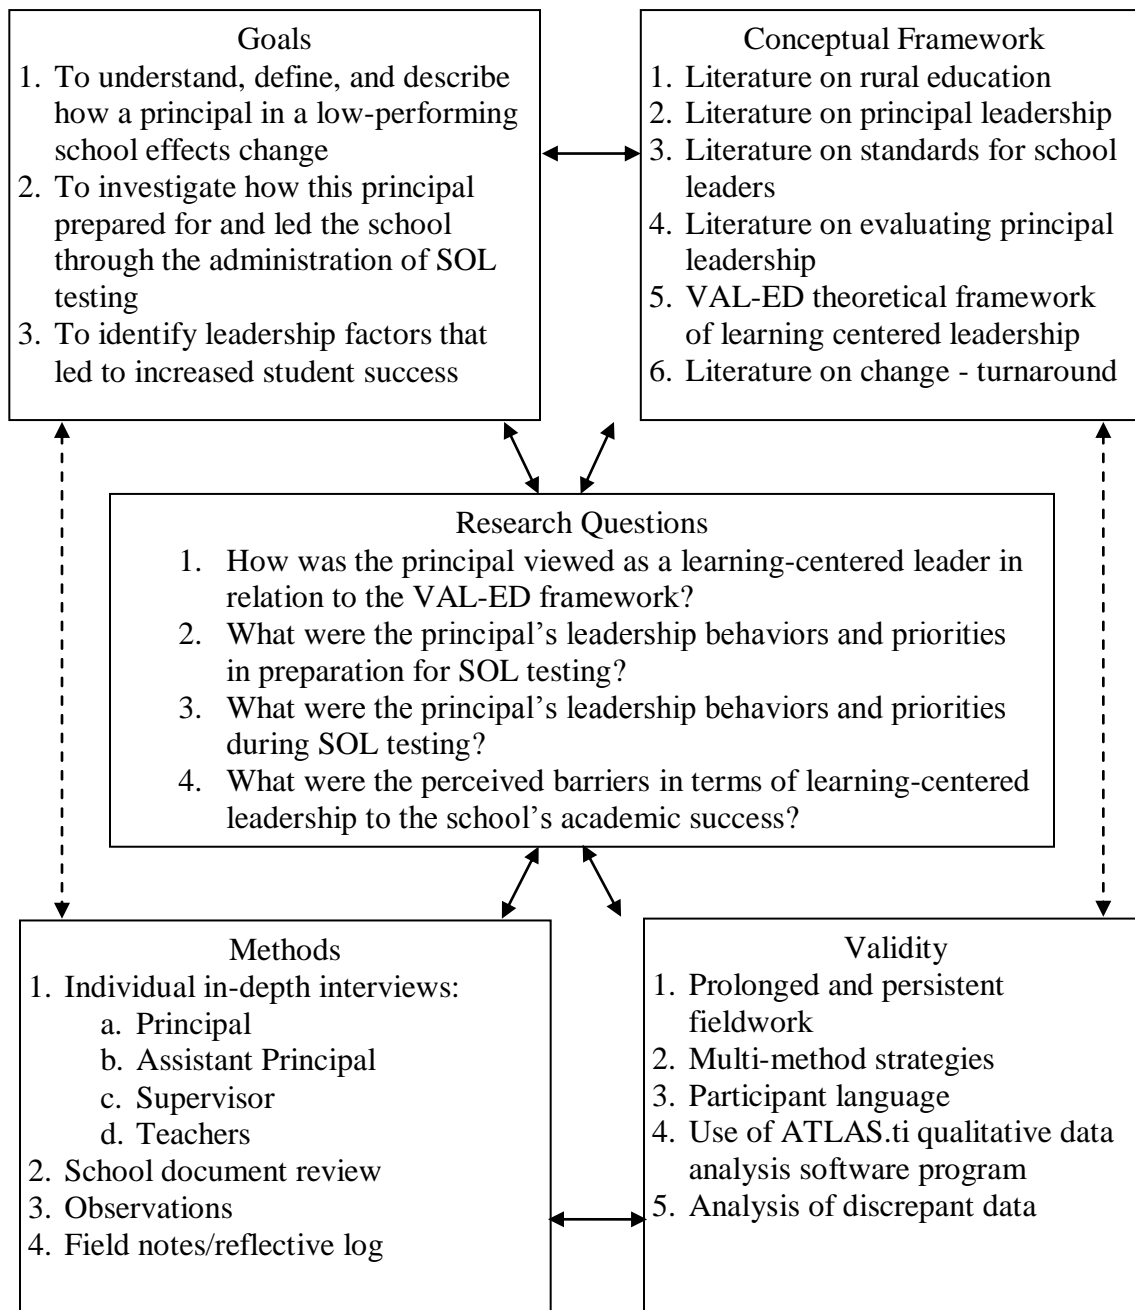 Goals
1. To understand, define, and describe
how a principal in a low-performing
school effects change
2. To investigate how this principal
prepared for and led the school
through the administration of SOL
testing
3. To identify leadership factors that
led to increased student success
Conceptual Framework
1. Literature on rural education
2. Literature on principal leadership
3. Literature on standards for school
leaders
4. Literature on evaluating principal
leadership
5. VAL-ED theoretical framework
of learning centered leadership
6. Literature on change - turnaround
Research Questions
1. How was the principal viewed as a learning-centered leader in
relation to the VAL-ED framework?
2. What were the principal’s leadership behaviors and priorities
in preparation for SOL testing?
3. What were the principal’s leadership behaviors and priorities
during SOL testing?
4. What were the perceived barriers in terms of learning-centered
leadership to the school’s academic success?
Methods
1. Individual in-depth interviews:
a. Principal
b. Assistant Principal
c. Supervisor
d. Teachers
2. School document review
3. Observations
4. Field notes/reflective log
Validity
1. Prolonged and persistent
fieldwork
2. Multi-method strategies
3. Participant language
4. Use of ATLAS.ti qualitative data
analysis software program
5. Analysis of discrepant data